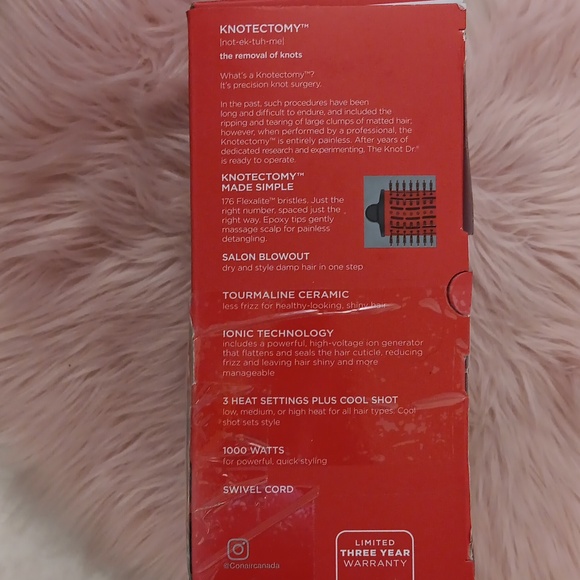 KNOTECTOMY™
[not-ek-tuh-me]
the removal of knots
What's a Knotectomy™?
It's precision knot surgery.
In the past, such procedures have been
long and difficult to endure, and included the
ripping and tearing of large clumps of matted hair;
however, when performed by a professional, the
Knotectomy™ is entirely painless. After years of
dedicated research and experimenting, The Knot Dr.®
is ready to operate.
KNOTECTOMY™
MADE SIMPLE
176 Flexalite™ bristles. Just the
right number, spaced just the
right way. Epoxy tips gently
massage scalp for painless
detangling.
SALON BLOWOUT
dry and style damp hair in one step
TOURMALINE CERAMIC
less frizz for healthy-looking, shiny hair
IONIC TECHNOLOGY
includes a powerful, high-voltage ion generator
that flattens and seals the hair cuticle, reducing
frizz and leaving hair shiny and more
manageable
3 HEAT SETTINGS PLUS COOL SHOT
low, medium, or high heat for all hair types. Cool
shot sets style
1000 WATTS
for powerful, quick styling
SWIVEL CORD
@Conaircanada
LIMITED
THREE YEAR
WARRANTY